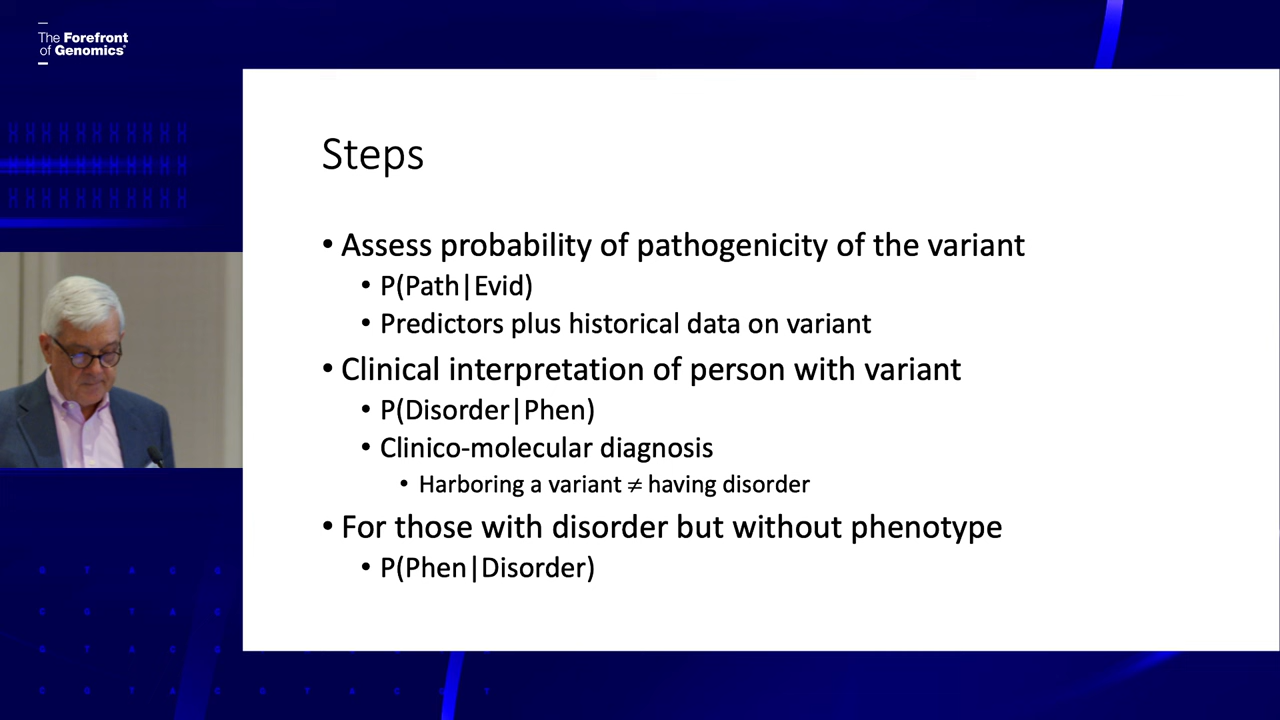 The Forefront
of Genomics®
Steps
• Assess probability of pathogenicity of the variant
• P(Path|Evid)
• Predictors plus historical data on variant
• Clinical interpretation of person with variant
• P(Disorder|Phen)
• Clinico-molecular diagnosis
• Harboring a variant ≠ having disorder
• For those with disorder but without phenotype
• P(Phen|Disorder)